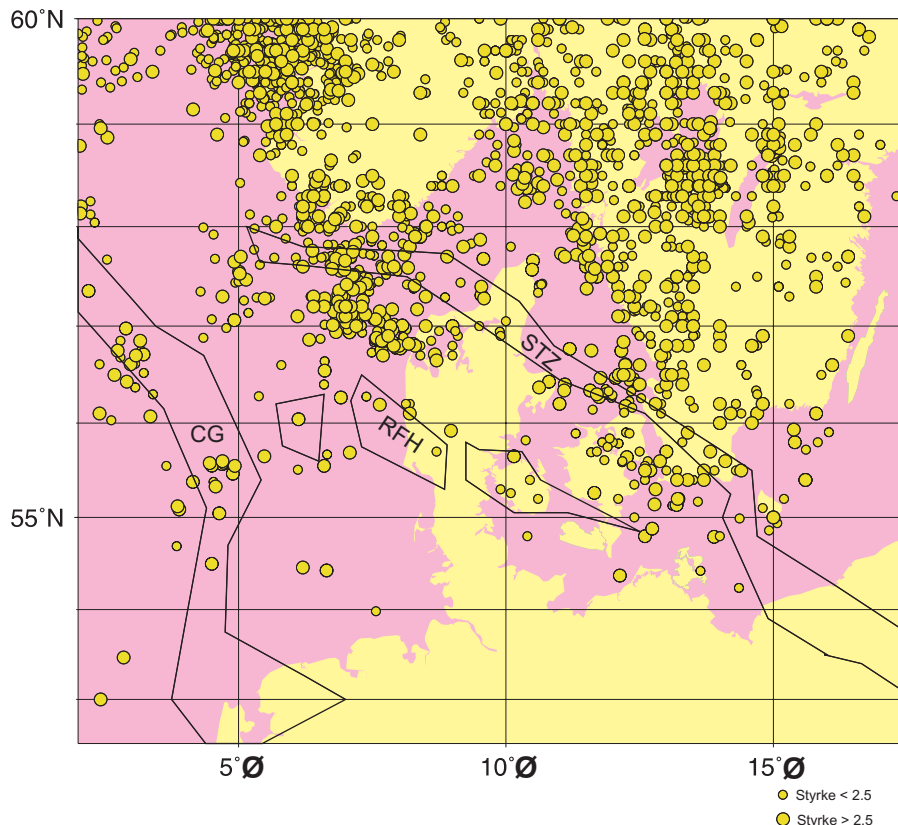 60°N
STZ
CG
RFH
55°N
5°Ø
10°Ø
15°Ø
Styrke < 2.5
Styrke > 2.5